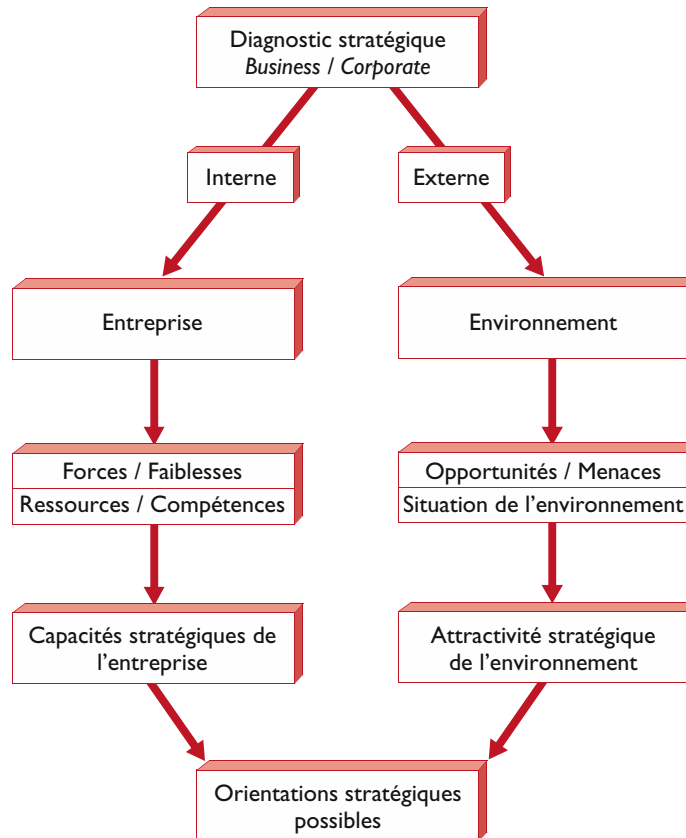 Diagnostic stratégique
Business / Corporate
Interne
Externe
Entreprise
Environnement
Forces / Faiblesses
Ressources / Compétences
Opportunités / Menaces
Situation de l’environnement
Capacités stratégiques de
l’entreprise
Attractivité stratégique
de l’environnement
Orientations stratégiques
possibles